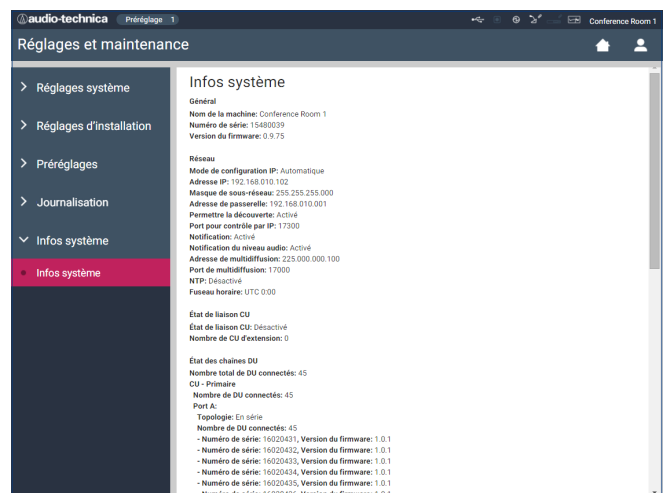 audio-technica Préréglage 1 Conference Room 1
Réglages et maintenance
Réglages système
Réglages d'installation
Préréglages
Journalisation
Infos système
Infos système
Infos système
Général
Nom de la machine: Conference Room 1
Numéro de série: 15480039
Version du firmware: 0.9.75
Réseau
Mode de configuration IP: Automatique
Adresse IP: 192.168.010.102
Masque de sous-réseau: 255.255.255.000
Adresse de passerelle: 192.168.010.001
Permettre la découverte: Activé
Port pour contrôle par IP: 17300
Notification: Activé
Notification du niveau audio: Activé
Adresse de multidiffusion: 225.000.000.100
Port de multidiffusion: 17000
NTP: Désactivé
Fuseau horaire: UTC 0:00
État de liaison CU
État de liaison CU: Désactivé
Nombre de CU d'extension: 0
État des chaînes DU
Nombre total de DU connectés: 45
CU - Primaire
Nombre de DU connectés: 45
Port A:
Topologie: En série
Nombre de DU connectés: 45
- Numéro de série: 16020431, Version du firmware: 1.0.1
- Numéro de série: 16020432, Version du firmware: 1.0.1
- Numéro de série: 16020433, Version du firmware: 1.0.1
- Numéro de série: 16020434, Version du firmware: 1.0.1
- Numéro de série: 16020435, Version du firmware: 1.0.1